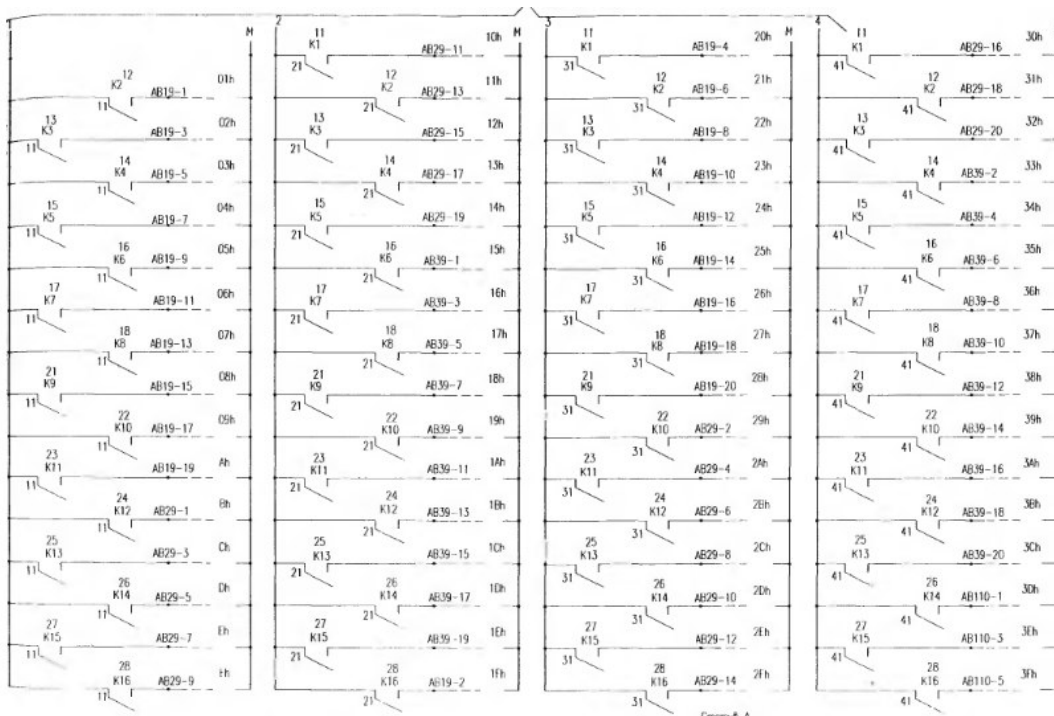 1 2 3 4
M M M
11 K1 21 AB29-11 10h
11 K1 31 AB19-4 20h
11 K1 41 AB29-16 30h
12 K2 11 AB19-1 01h
12 K2 21 AB29-13 11h
12 K2 31 AB19-6 21h
12 K2 41 AB29-18 31h
13 K3 11 AB19-3 02h
13 K3 21 AB29-15 12h
13 K3 31 AB19-8 22h
13 K3 41 AB29-20 32h
14 K4 11 AB19-5 03h
14 K4 21 AB29-17 13h
14 K4 31 AB19-10 23h
14 K4 41 AB39-2 33h
15 K5 11 AB19-7 04h
15 K5 21 AB29-19 14h
15 K5 31 AB19-12 24h
15 K5 41 AB39-4 34h
16 K6 11 AB19-9 05h
16 K6 21 AB39-1 15h
16 K6 31 AB19-14 25h
16 K6 41 AB39-6 35h
17 K7 11 AB19-11 06h
17 K7 21 AB39-3 16h
17 K7 31 AB19-16 26h
17 K7 41 AB39-8 36h
18 K8 11 AB19-13 07h
18 K8 21 AB39-5 17h
18 K8 31 AB19-18 27h
18 K8 41 AB39-10 37h
21 K9 11 AB19-15 08h
21 K9 21 AB39-7 18h
21 K9 31 AB19-20 28h
21 K9 41 AB39-12 38h
22 K10 11 AB19-17 09h
22 K10 21 AB39-9 19h
22 K10 31 AB29-2 29h
22 K10 41 AB39-14 39h
23 K11 11 AB19-19 Ah
23 K11 21 AB39-11 1Ah
23 K11 31 AB29-4 2Ah
23 K11 41 AB39-16 3Ah
24 K12 11 AB29-1 Bh
24 K12 21 AB39-13 1Bh
24 K12 31 AB29-6 2Bh
24 K12 41 AB39-18 3Bh
25 K13 11 AB29-3 Ch
25 K13 21 AB39-15 1Ch
25 K13 31 AB29-8 2Ch
25 K13 41 AB39-20 3Ch
26 K14 11 AB29-5 Dh
26 K14 21 AB39-17 1Dh
26 K14 31 AB29-10 2Dh
26 K14 41 AB110-1 3Dh
27 K15 11 AB29-7 Eh
27 K15 21 AB39-19 1Eh
27 K15 31 AB29-12 2Eh
27 K15 41 AB110-3 3Eh
28 K16 11 AB29-9 Fh
28 K16 21 AB19-2 1Fh
28 K16 31 AB29-14 2Fh
28 K16 41 AB110-5 3Fh